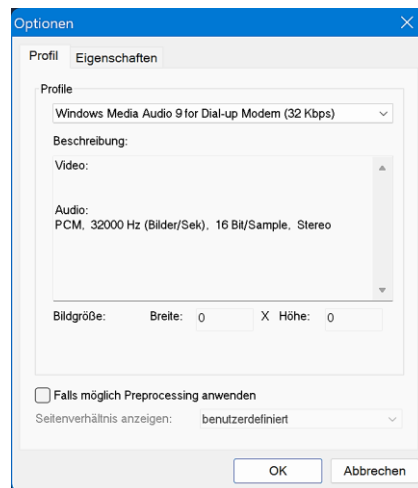 Optionen
Profil Eigenschaften
Profile
Windows Media Audio 9 for Dial-up Modem (32 Kbps)
Beschreibung:
Video:
Audio:
PCM, 32000 Hz (Bilder/Sek), 16 Bit/Sample, Stereo
Bildgröße: Breite: 0 X Höhe: 0
Falls möglich Preprocessing anwenden
Seitenverhältnis anzeigen: benutzerdefiniert
OK Abbrechen